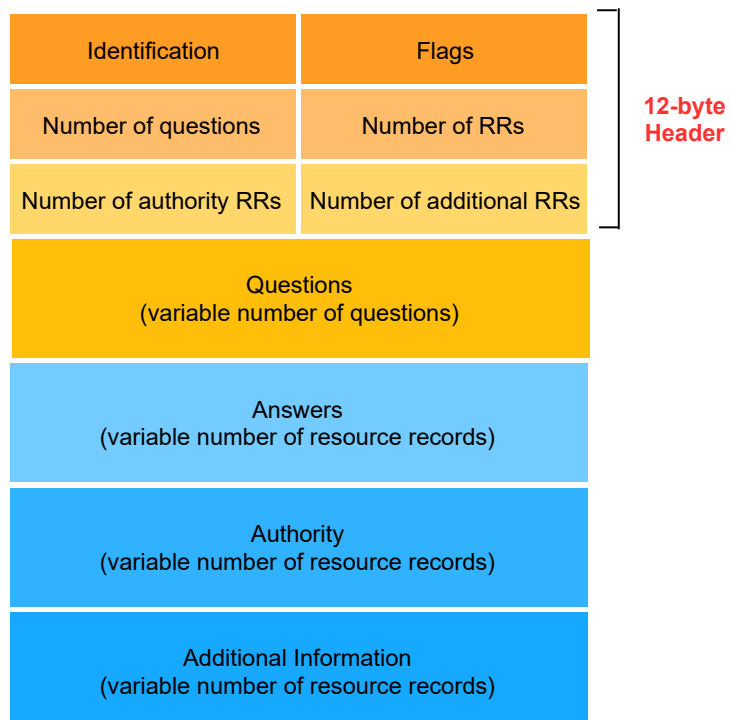 Identification
Flags
12-byte
Header
Number of questions
Number of RRs
Number of authority RRs
Number of additional RRs
Questions
(variable number of questions)
Answers
(variable number of resource records)
Authority
(variable number of resource records)
Additional Information
(variable number of resource records)